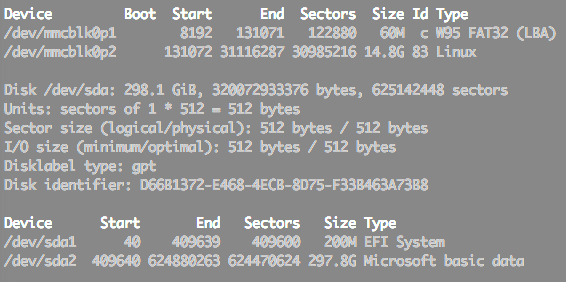 Device Boot Start End Sectors Size Id Type
/dev/mmcblk0p1 8192 131071 122880 60M c W95 FAT32 (LBA)
/dev/mmcblk0p2 131072 31116287 30985216 14.8G 83 Linux
Disk /dev/sda: 298.1 GiB, 320072933376 bytes, 625142448 sectors
Units: sectors of 1 * 512 = 512 bytes
Sector size (logical/physical): 512 bytes / 512 bytes
I/O size (minimum/optimal): 512 bytes / 512 bytes
Disklabel type: gpt
Disk identifier: D66B1372-E468-4ECB-8D75-F33B463A73B8
Device Start End Sectors Size Type
/dev/sda1 40 409639 409600 200M EFI System
/dev/sda2 409640 624880263 624470624 297.8G Microsoft basic data